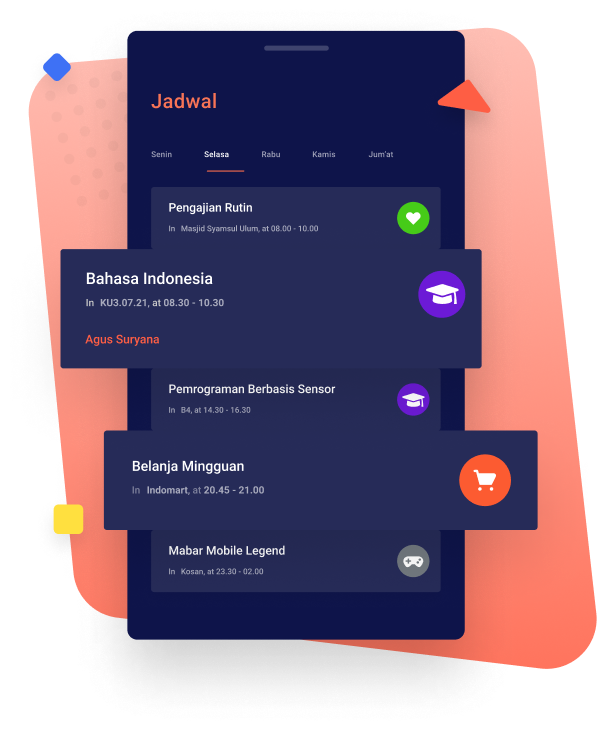 Jadwal
Senin Selasa Rabu Kamis Jum'at
Pengajian Rutin
In Masjid Syamsul Ulum, at 08.00 - 10.00
Bahasa Indonesia
In KU3.07.21, at 08.30 - 10.30
Agus Suryana
Pemrograman Berbasis Sensor
In B4, at 14.30 - 16.30
Belanja Mingguan
In Indomart, at 20.45 - 21.00
Mabar Mobile Legend
In Kosan, at 23.30 - 02.00